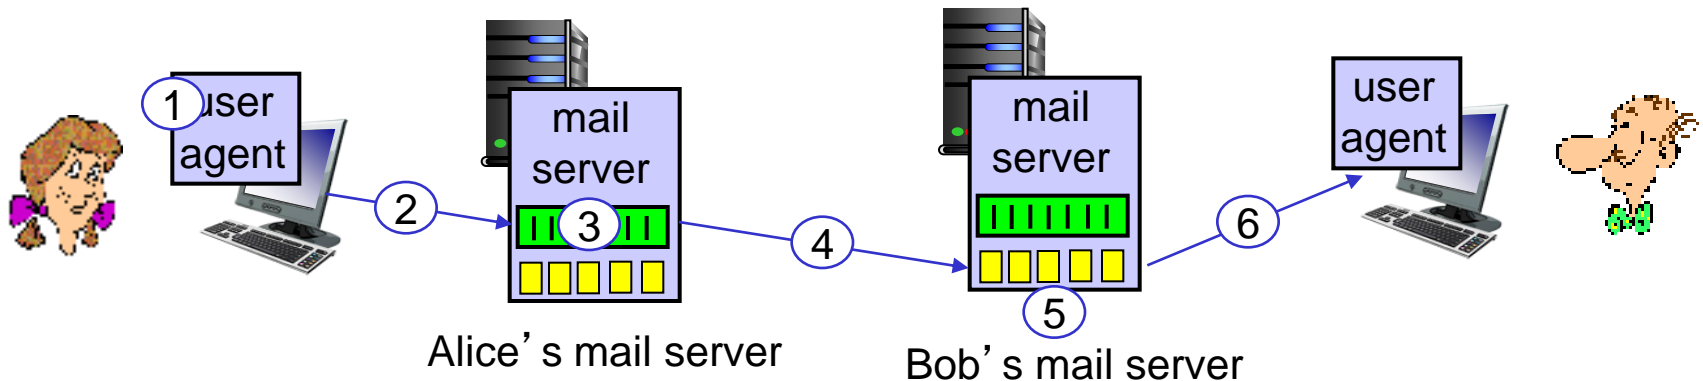 1
user
agent
2
mail
server
3
Alice’s mail server
4
mail
server
5
Bob’s mail server
6
user
agent